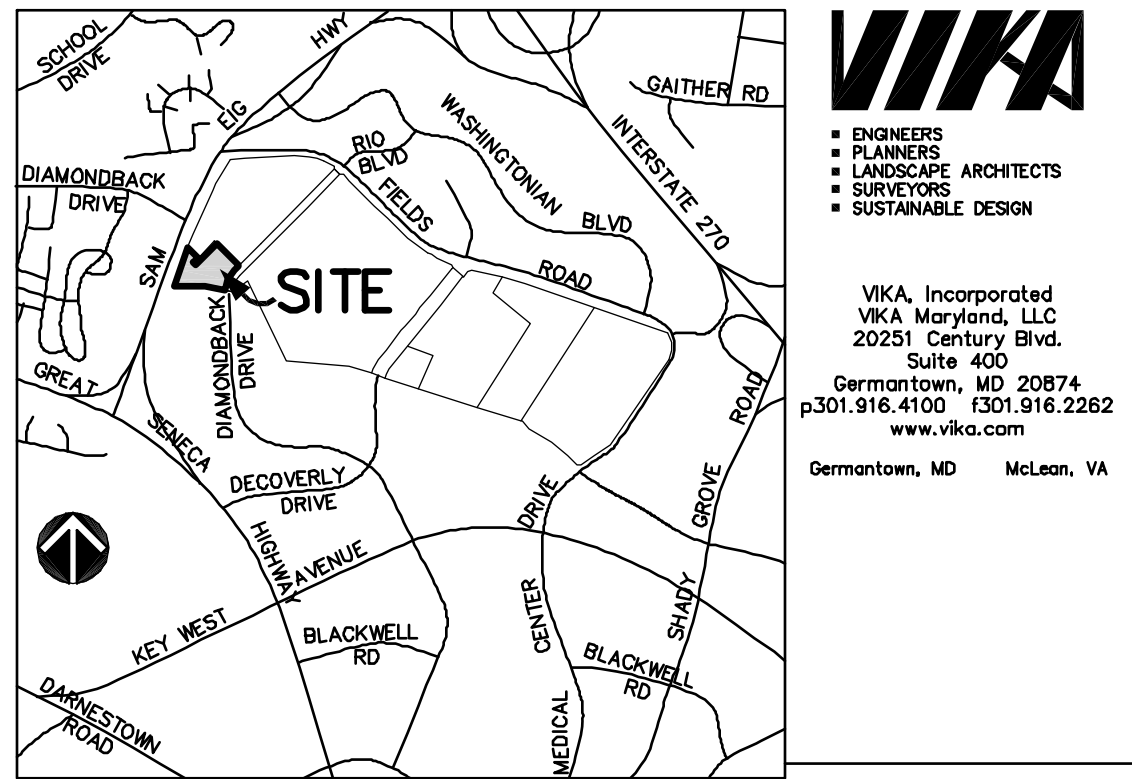 SCHOOL
DRIVE
HWY
EIG
SAM
GAITHER RD
WASHINGTONIAN
BLVD
INTERSTATE 270
RIO
BLVD
FIELDS
ROAD
DIAMONDBACK
DRIVE
SITE
DIAMONDBACK
DRIVE
GREAT
SENECA
HIGHWAY
DECOVERLY
DRIVE
DRIVE
CENTER
MEDICAL
ROAD
GROVE
SHADY
KEY WEST
AVENUE
BLACKWELL
RD
BLACKWELL
RD
DARNESTOWN
ROAD
VIKA
ENGINEERS
PLANNERS
LANDSCAPE ARCHITECTS
SURVEYORS
SUSTAINABLE DESIGN
VIKA, Incorporated
VIKA Maryland, LLC
20251 Century Blvd.
Suite 400
Germantown, MD 20874
p301.916.4100 f301.916.2262
www.vika.com
Germantown, MD McLean, VA